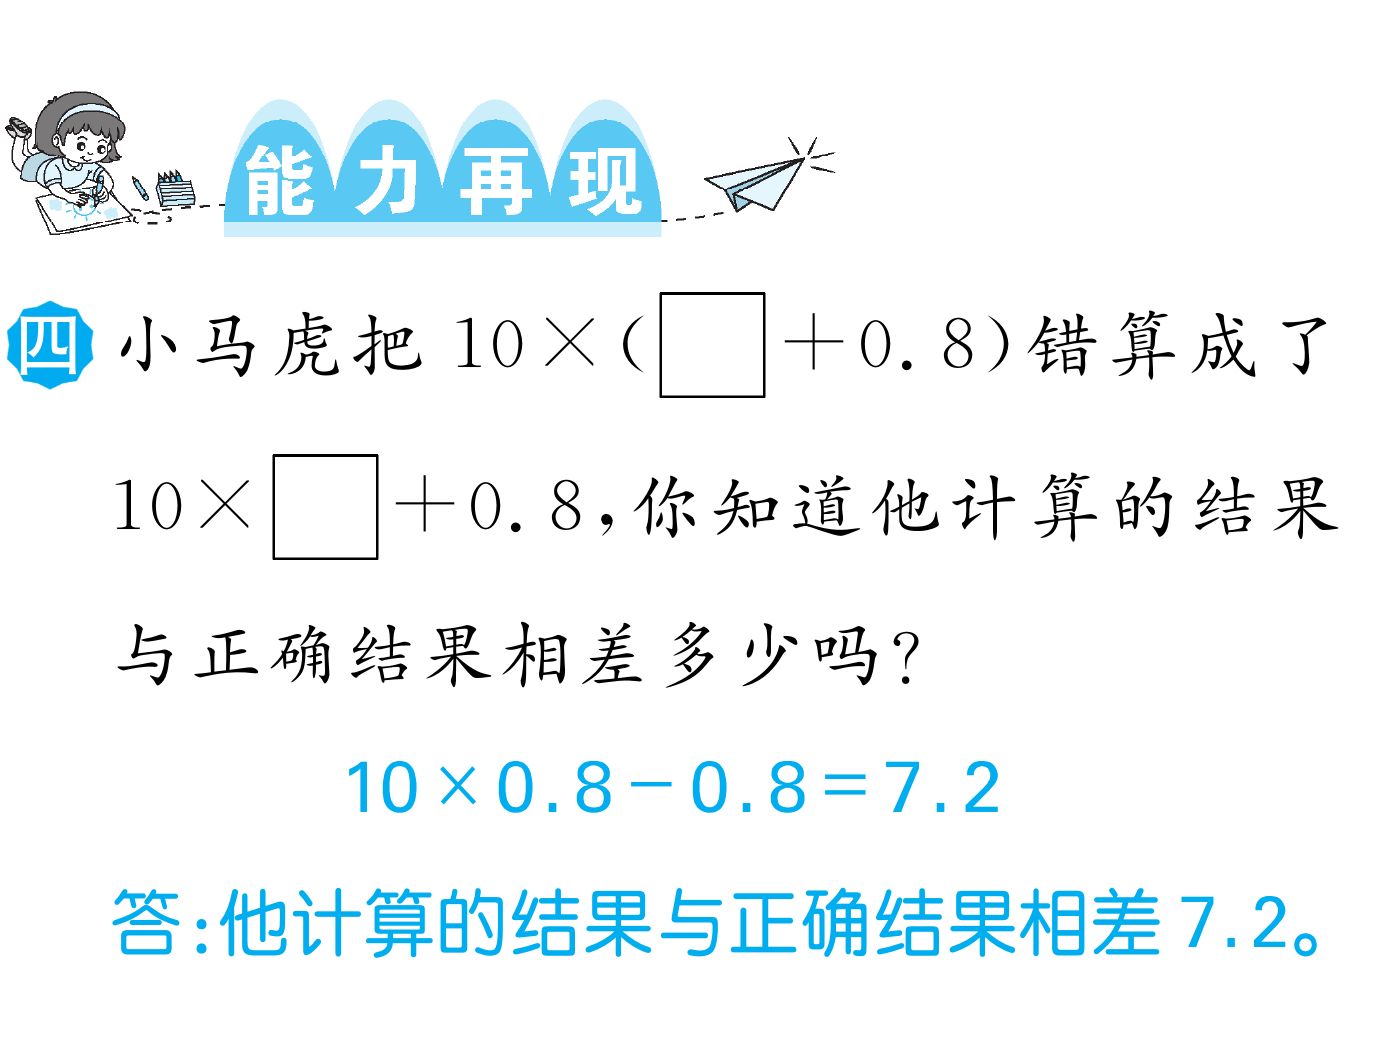 能力再现
四 小马虎把 10×(□+0.8)错算成了
10×□+0.8,你知道他计算的结果
与正确结果相差多少吗?
10×0.8-0.8=7.2
答:他计算的结果与正确结果相差7.2。